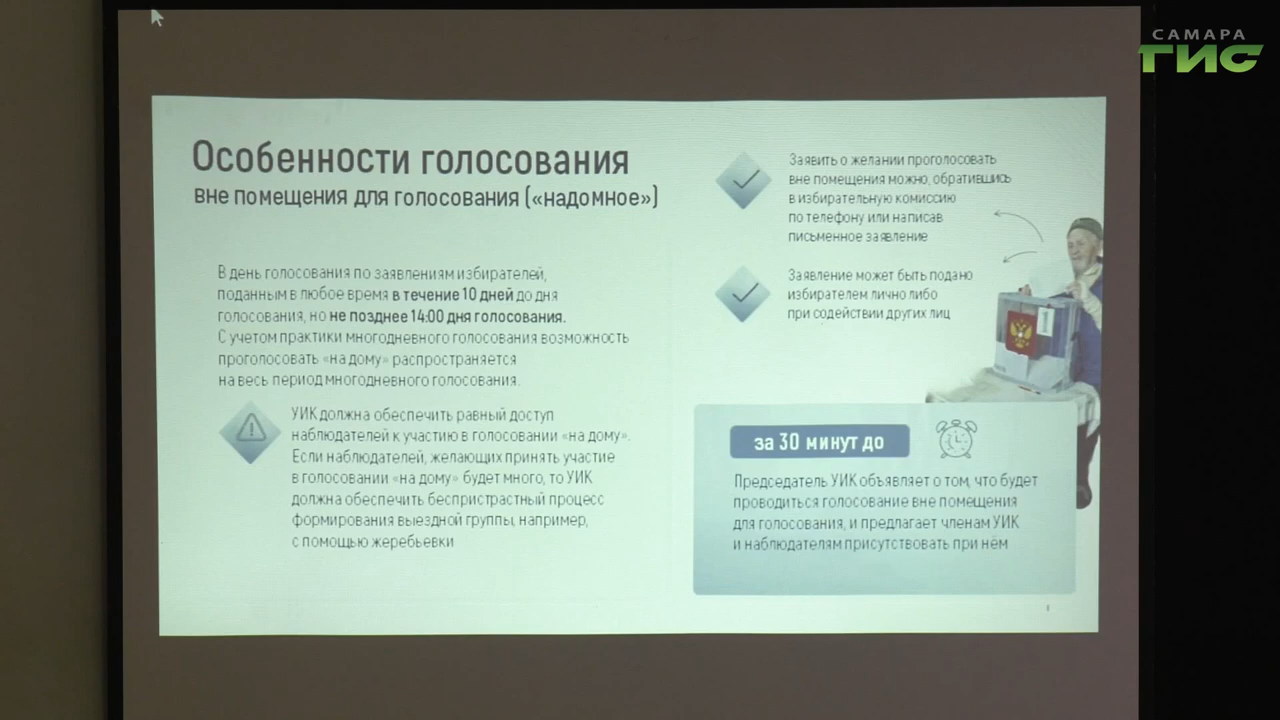 САМАРА
ГИС
Особенности голосования
вне помещения для голосования («надомное»)
В день голосования по заявлениям избирателей,
поданным в любое время в течение 10 дней до дня
голосования, но не позднее 14:00 дня голосования.
С учетом практики многодневного голосования возможность
проголосовать «на дому» распространяется
на весь период многодневного голосования.
УИК должна обеспечить равный доступ
наблюдателей к участию в голосовании «на дому».
Если наблюдателей, желающих принять участие
в голосовании «на дому» будет много, то УИК
должна обеспечить беспристрастный процесс
формирования выездной группы, например,
с помощью жеребьевки
Заявить о желании проголосовать
вне помещения можно, обратившись
в избирательную комиссию
по телефону или написав
письменное заявление
Заявление может быть подано
избирателем лично либо
при содействии других лиц
1
за 30 минут до
Председатель УИК объявляет о том, что будет
проводиться голосование вне помещения
для голосования, и предлагает членам УИК
и наблюдателям присутствовать при нём